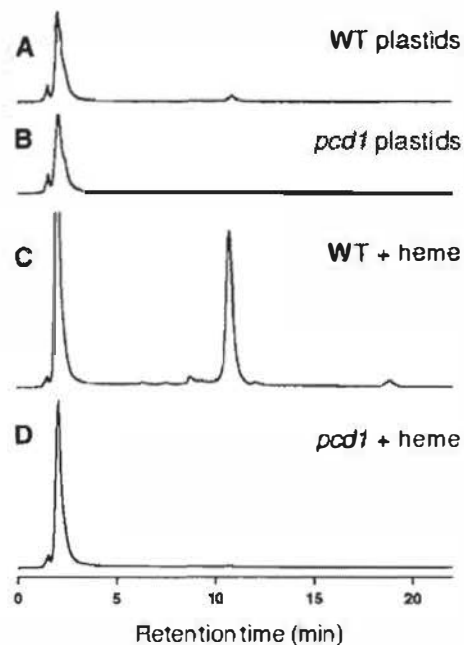 A WT plastids
B pcd1 plastids
C WT + heme
D pcd1 + heme
0 5 10 15 20
Retention time (min)